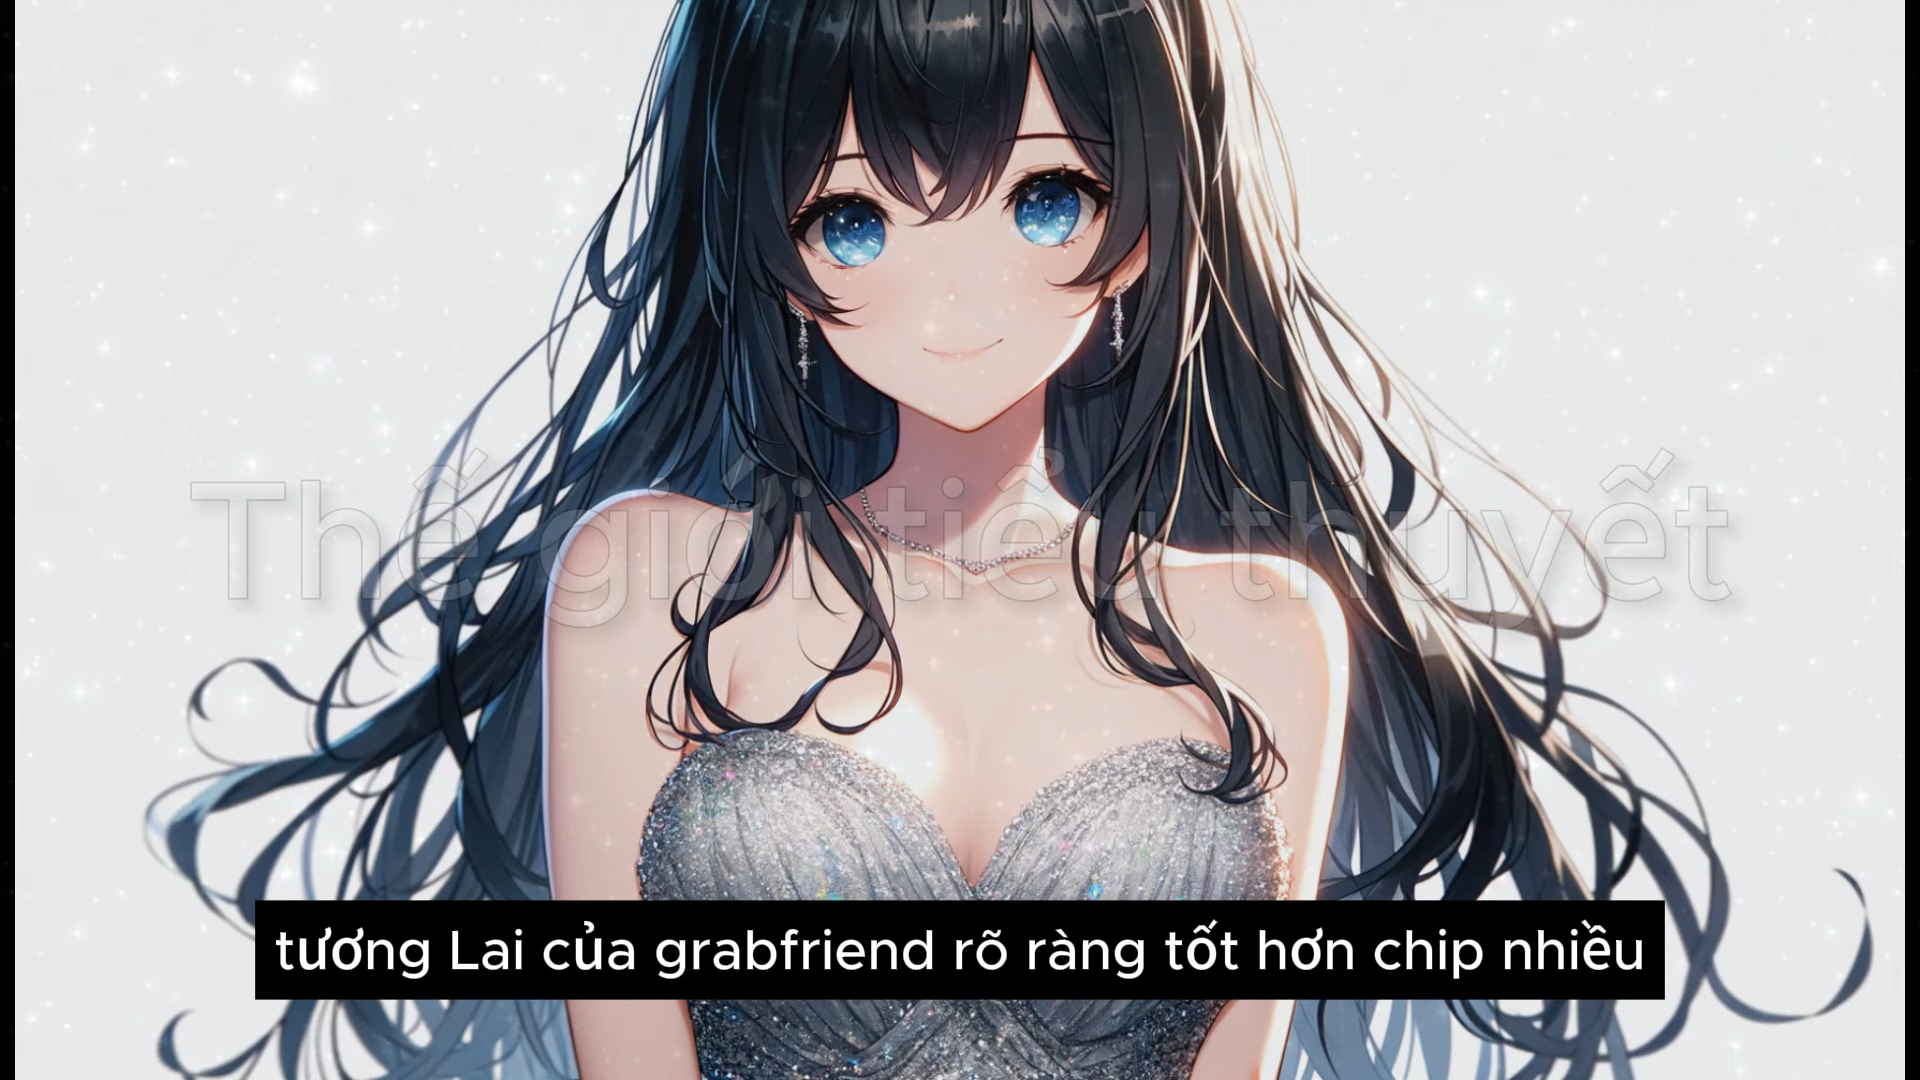 Thế giới tiểu thuyết
tương Lai của grabfriend rõ ràng tốt hơn chip nhiều